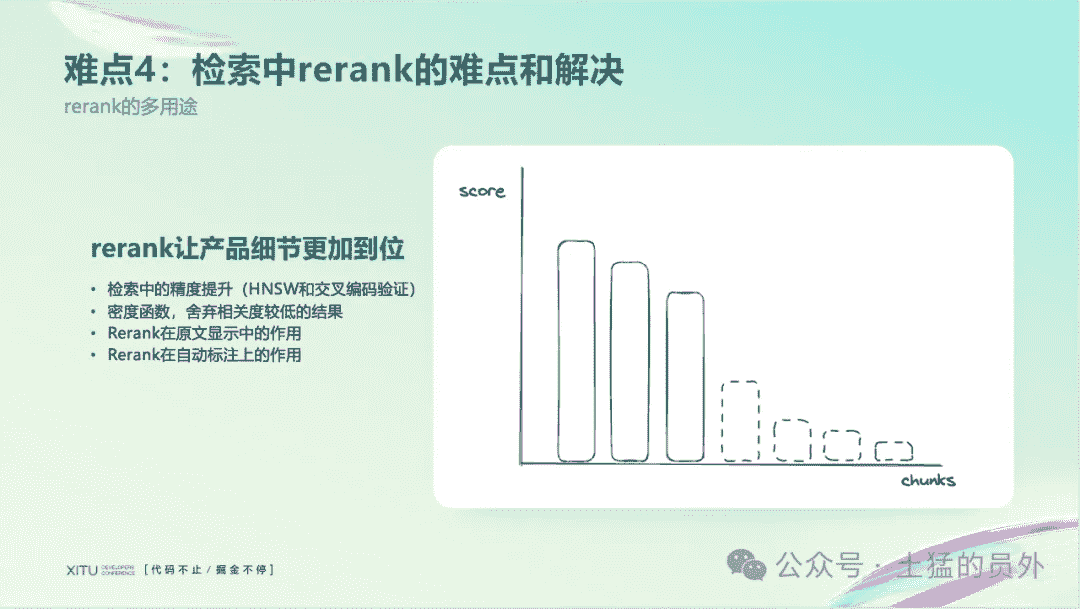 难点4：检索中rerank的难点和解决
rerank的多用途
rerank让产品细节更加到位
• 检索中的精度提升（HNSW和交叉编码验证）
• 密度函数，舍弃相关度较低的结果
• Rerank在原文显示中的作用
• Rerank在自动标注上的作用
score
chunks
XITU DEVELOPERS CONFERENCE [ 代码不止 / 掘金不停 ]
公众号 · 土猛的员外